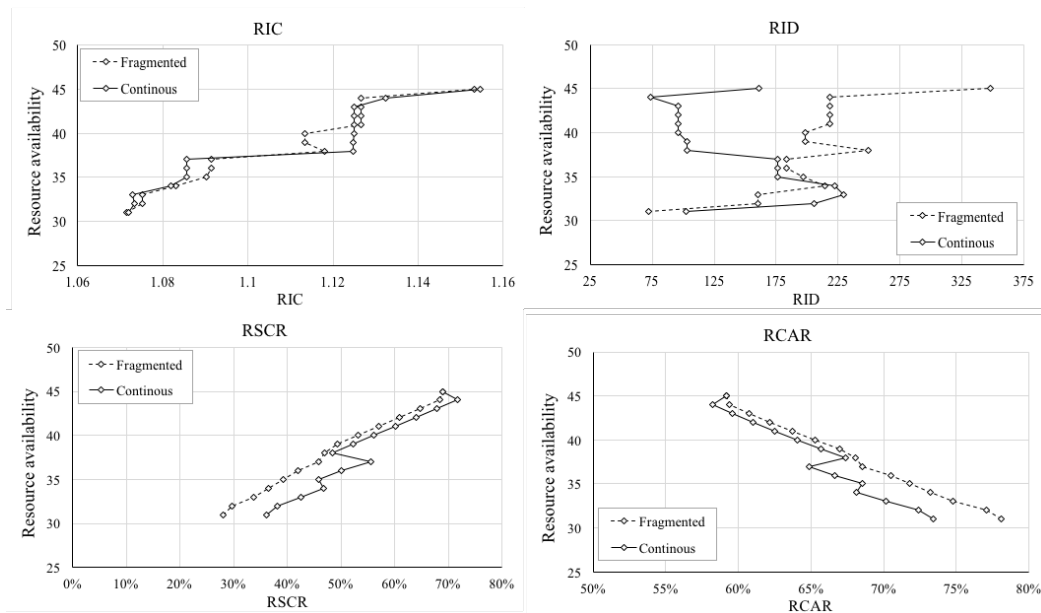 RIC
50
45
40
35
30
25
Resource availability
Fragmented
Continous
1.06
1.08
1.1
1.12
1.14
1.16
RIC
RID
50
45
40
35
30
25
Resource availability
Fragmented
Continous
25
75
125
175
225
275
325
375
RID
RSCR
50
45
40
35
30
25
Resource availability
Fragmented
Continous
0%
10%
20%
30%
40%
50%
60%
70%
80%
RSCR
RCAR
50
45
40
35
30
25
Resource availability
Fragmented
Continous
50%
55%
60%
65%
70%
75%
80%
RCAR